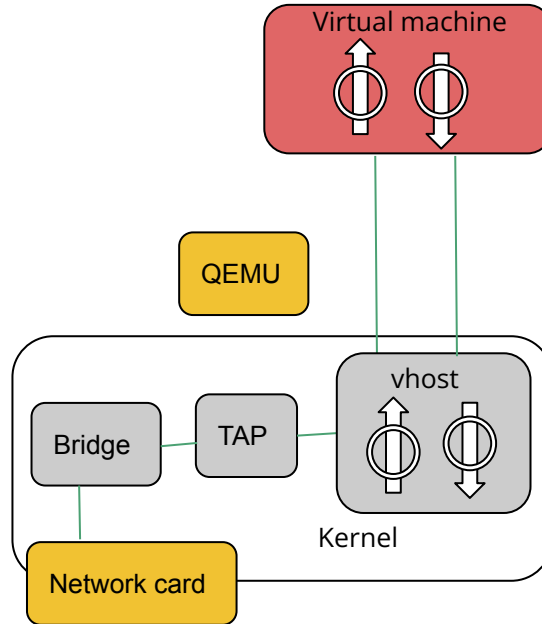 Virtual machine
QEMU
vhost
Bridge
TAP
Kernel
Network card